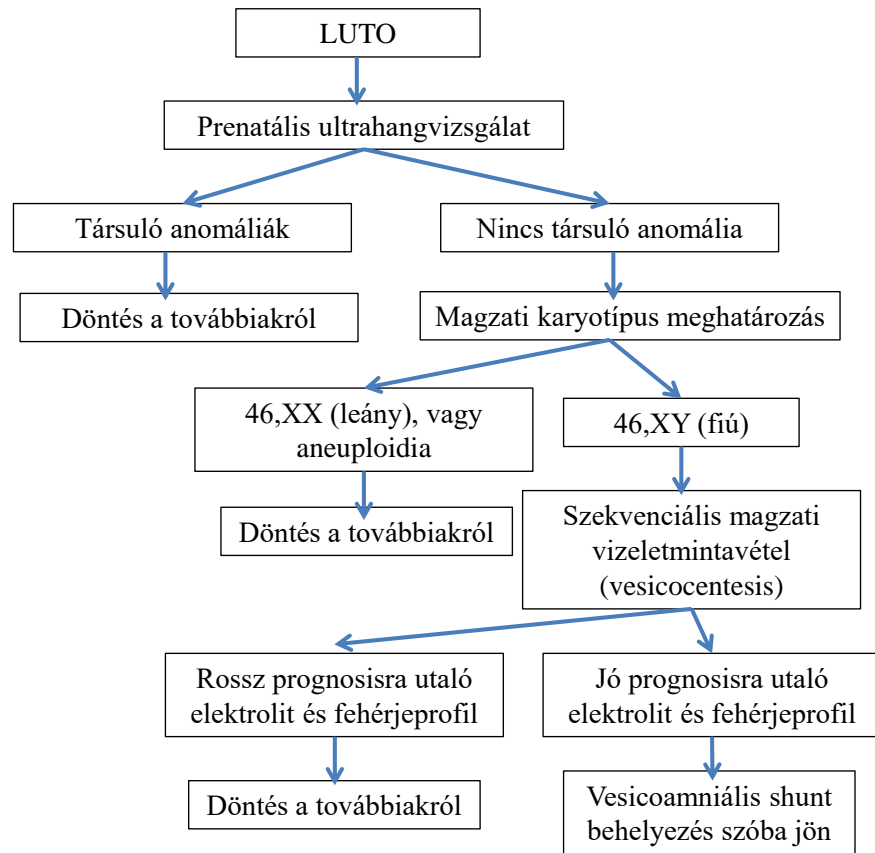 LUTO
Prenatális ultrahangvizsgálat
Társuló anomáliák
Nincs társuló anomália
Döntés a továbbiakról
Magzati karyotípus meghatározás
46,XX (leány), vagy
aneuploidia
46,XY (fiú)
Döntés a továbbiakról
Szekvenciális magzati
vizeletmintavétel
(vesicocentesis)
Rossz prognosisra utaló
elektrolit és fehérjeprofil
Jó prognosisra utaló
elektrolit és fehérjeprofil
Döntés a továbbiakról
Vesicoamniális shunt
behelyezés szóba jön